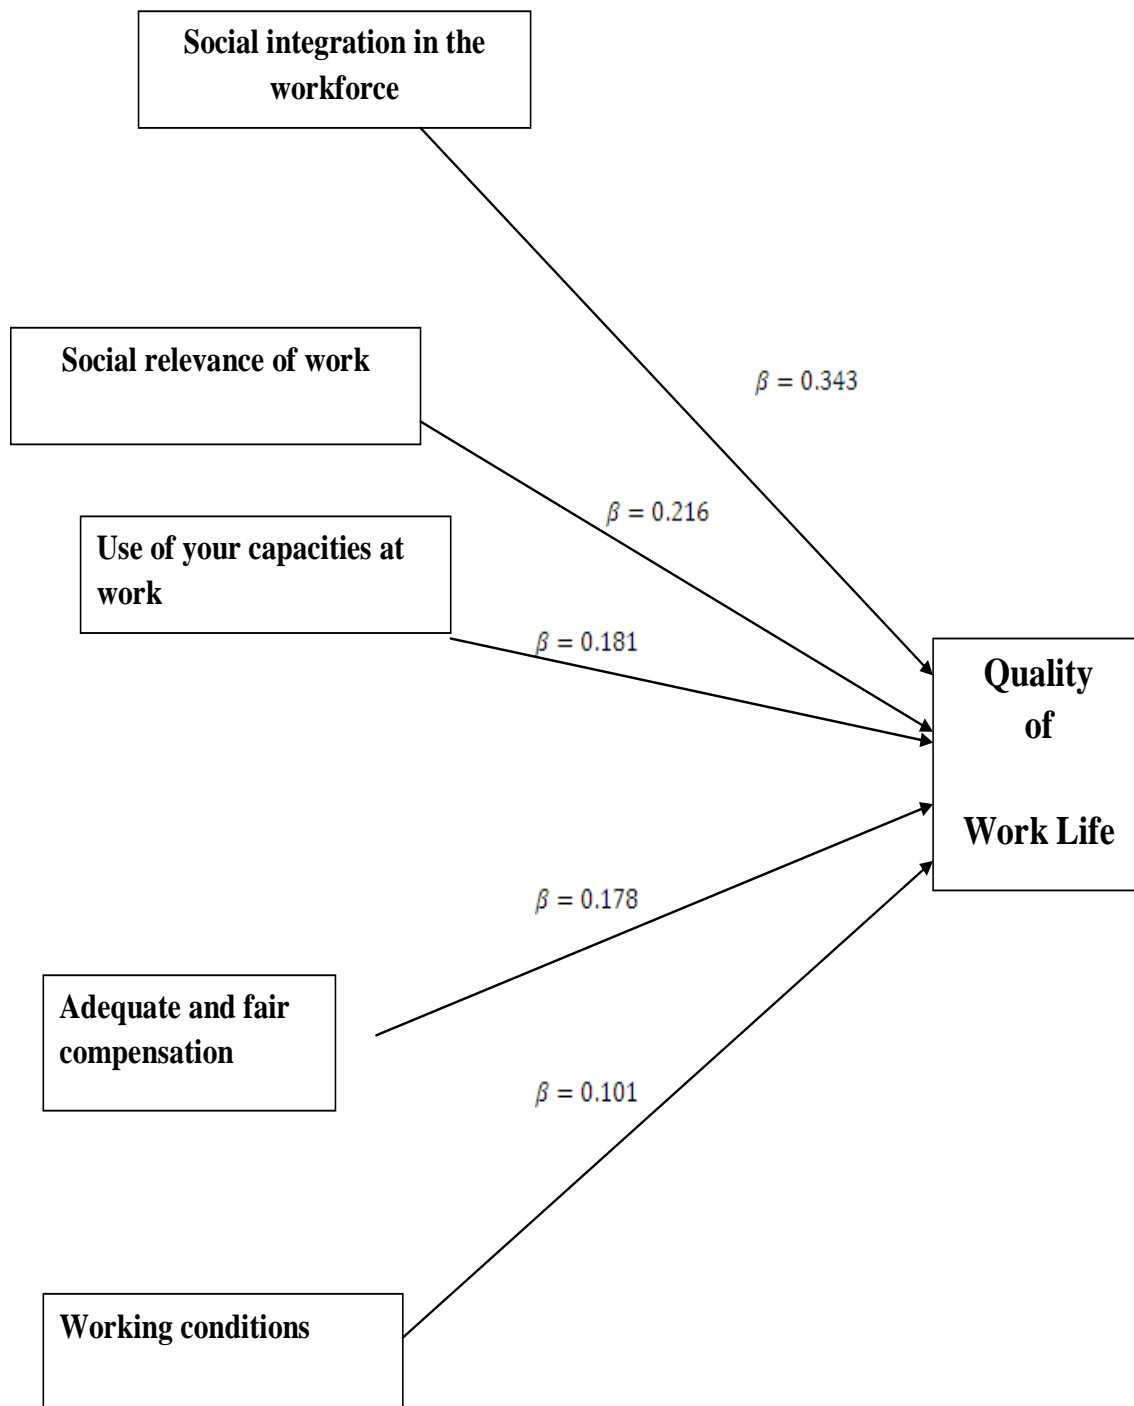 Social integration in the
workforce
Social relevance of work
β = 0.343
β = 0.216
Use of your capacities at
work
β = 0.181
Quality
of
Work Life
β = 0.178
Adequate and fair
compensation
β = 0.101
Working conditions